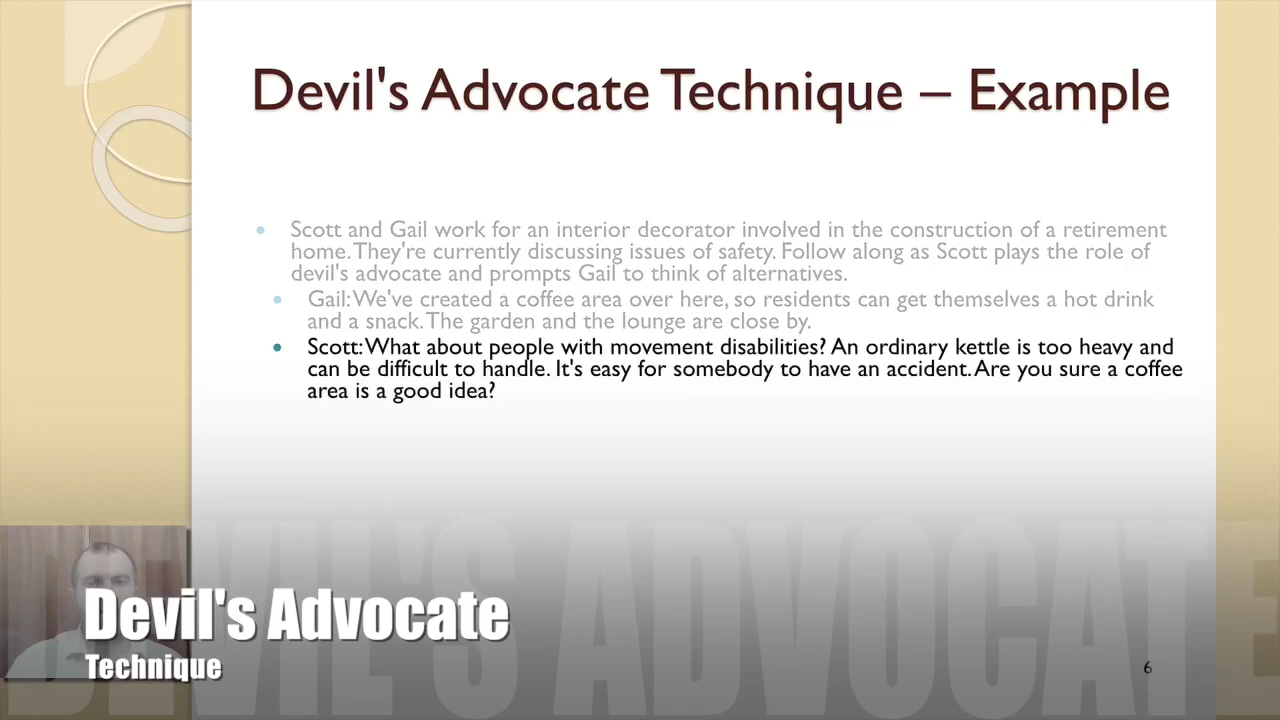 Devil's Advocate Technique – Example
Scott and Gail work for an interior decorator involved in the construction of a retirement
home. They're currently discussing issues of safety. Follow along as Scott plays the role of
devil's advocate and prompts Gail to think of alternatives.
Gail: We've created a coffee area over here, so residents can get themselves a hot drink
and a snack. The garden and the lounge are close by.
Scott: What about people with movement disabilities? An ordinary kettle is too heavy and
can be difficult to handle. It's easy for somebody to have an accident. Are you sure a coffee
area is a good idea?
DEVIL'S ADVOCATE
Devil's Advocate
Technique
6